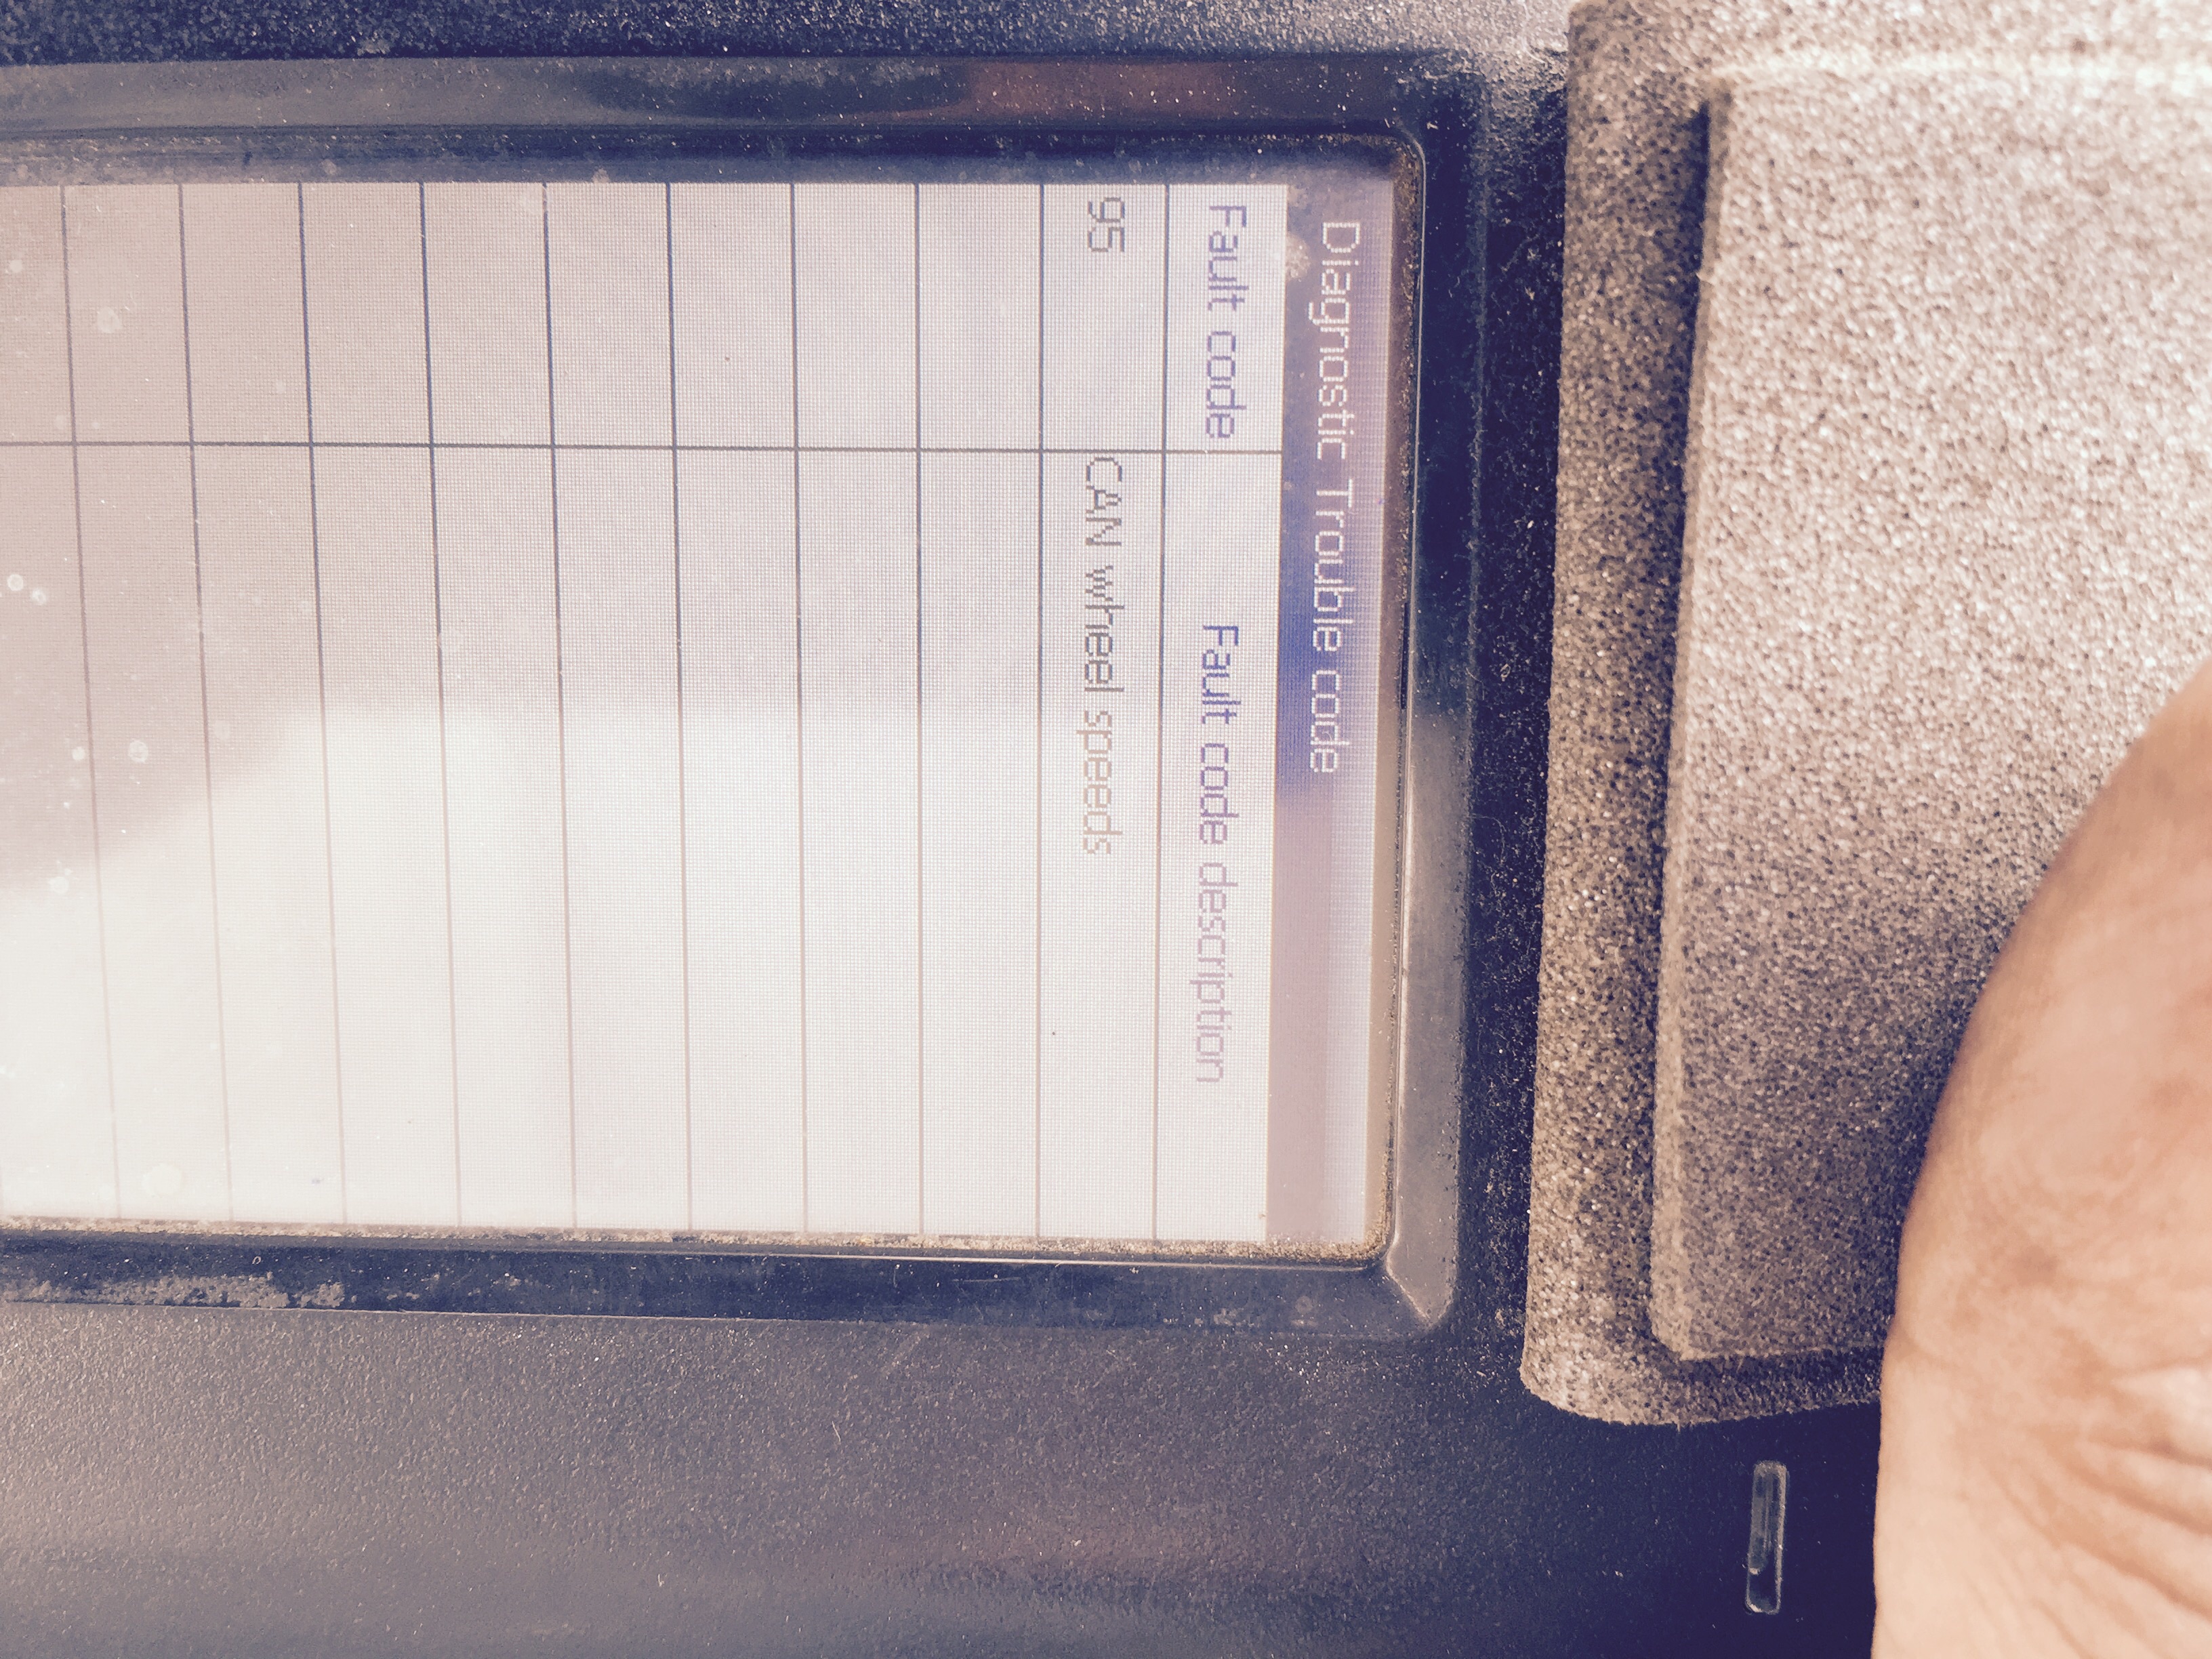 Diagnostic Trouble code
Fault code Fault code description
95 CAN wheel speeds